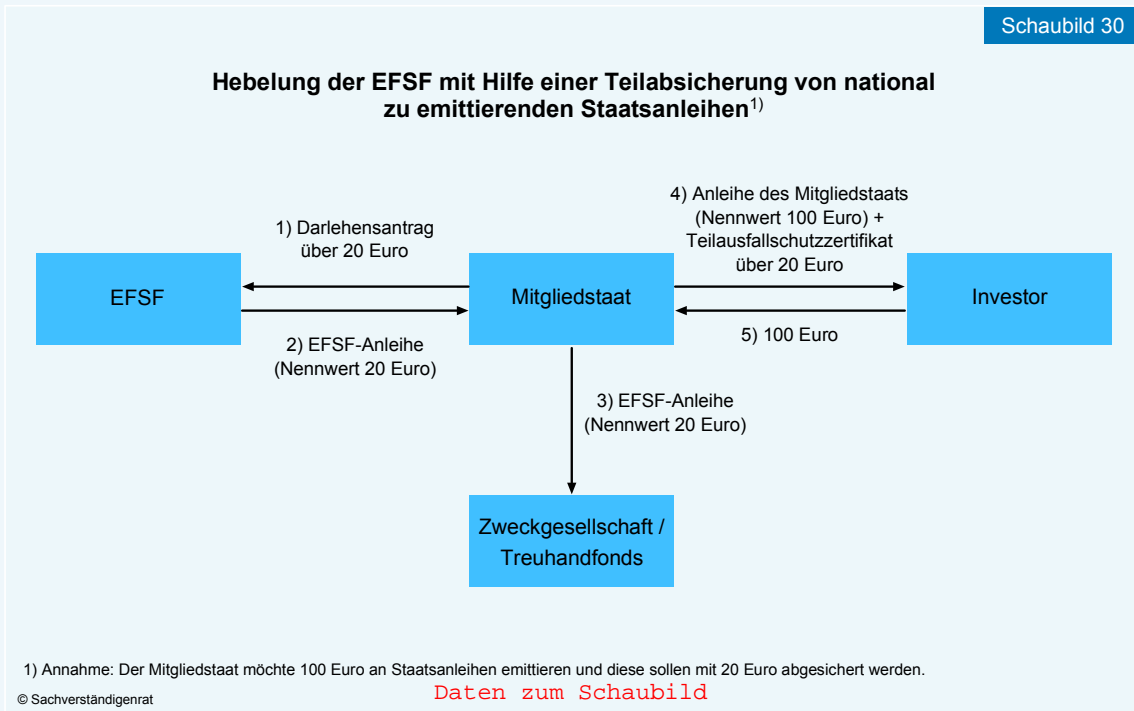 Schaubild 30
Hebelung der EFSF mit Hilfe einer Teilabsicherung von national
zu emittierenden Staatsanleihen1)
4) Anleihe des Mitgliedstaats
(Nennwert 100 Euro) +
Teilausfallschutzzertifikat
über 20 Euro
1) Darlehensantrag
über 20 Euro
EFSF
Mitgliedstaat
Investor
2) EFSF-Anleihe
(Nennwert 20 Euro)
5) 100 Euro
3) EFSF-Anleihe
(Nennwert 20 Euro)
Zweckgesellschaft /
Treuhandfonds
1) Annahme: Der Mitgliedstaat möchte 100 Euro an Staatsanleihen emittieren und diese sollen mit 20 Euro abgesichert werden.
© Sachverständigenrat
Daten zum Schaubild